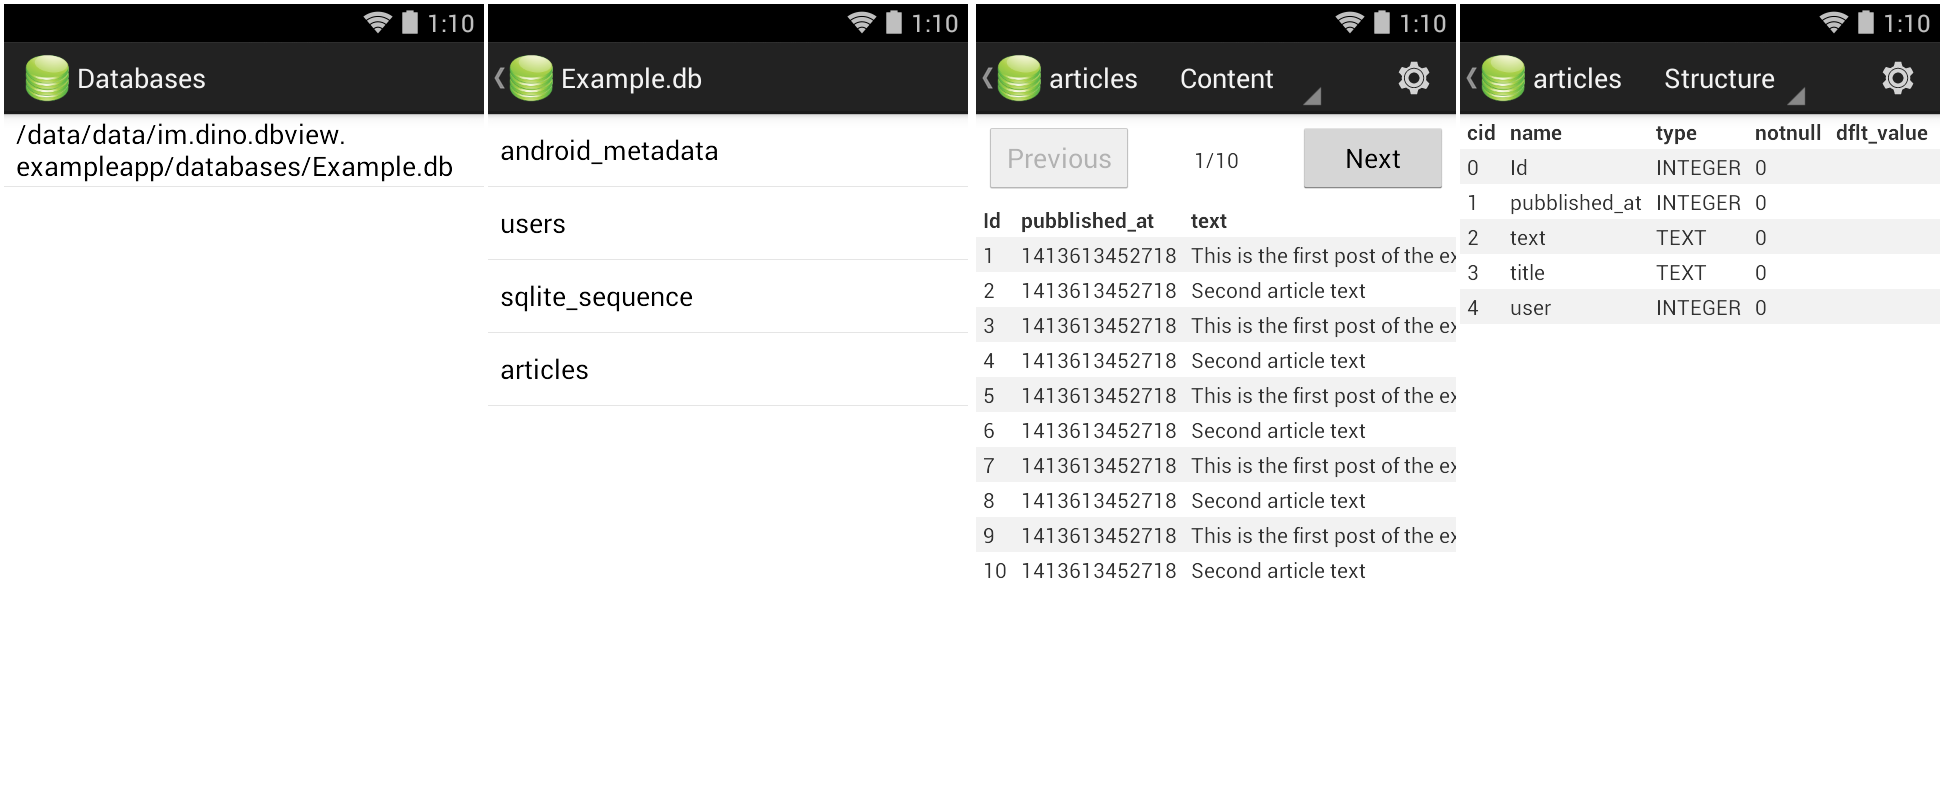 1:10
Databases
/data/data/im.dino.dbview.
exampleapp/databases/Example.db
1:10
Example.db
android_metadata
users
sqlite_sequence
articles
1:10
articles Content
Previous 1/10 Next
Id pubblished_at text
1 1413613452718 This is the first post of the ex
2 1413613452718 Second article text
3 1413613452718 This is the first post of the ex
4 1413613452718 Second article text
5 1413613452718 This is the first post of the ex
6 1413613452718 Second article text
7 1413613452718 This is the first post of the ex
8 1413613452718 Second article text
9 1413613452718 This is the first post of the ex
10 1413613452718 Second article text
1:10
articles Structure
cid name type notnull dflt_value
0 Id INTEGER 0
1 pubblished_at INTEGER 0
2 text TEXT 0
3 title TEXT 0
4 user INTEGER 0